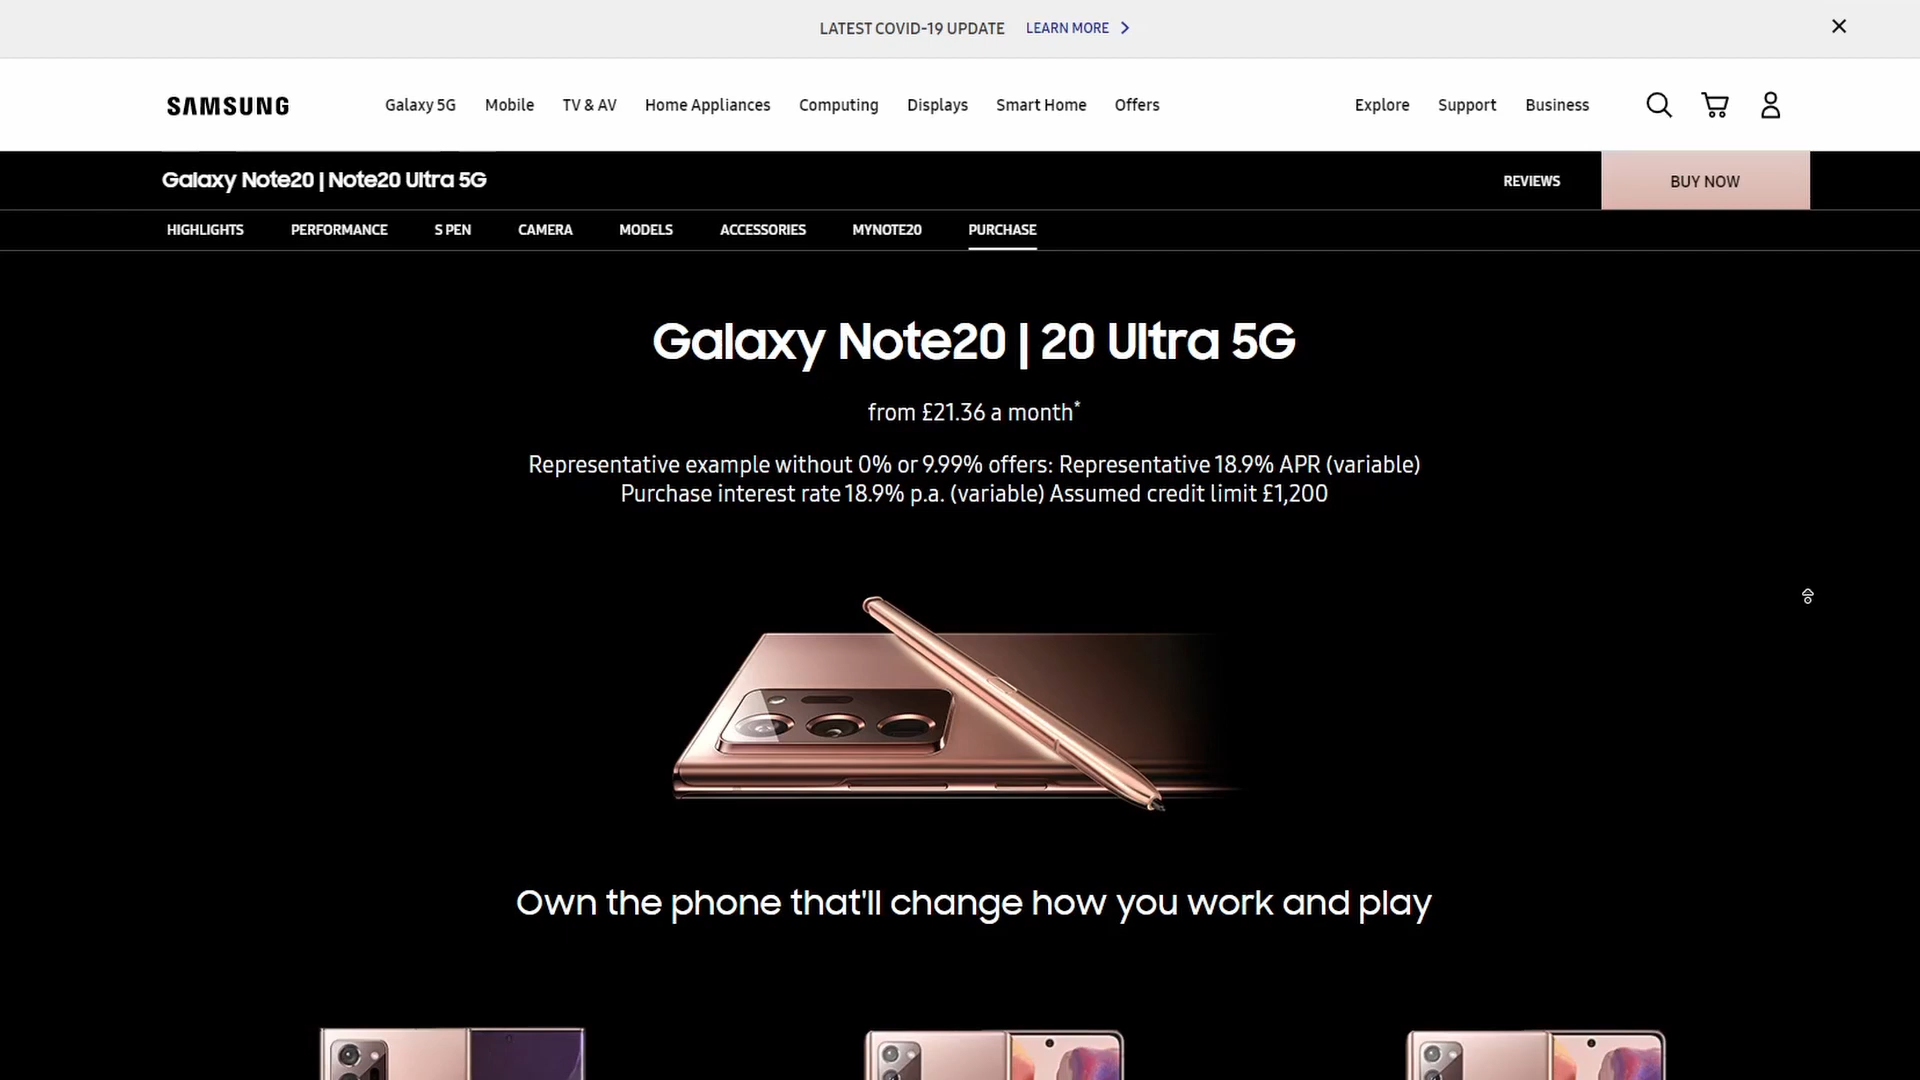 LATEST COVID-19 UPDATE LEARN MORE
SAMSUNG Galaxy 5G Mobile TV & AV Home Appliances Computing Displays Smart Home Offers Explore Support Business
Galaxy Note20 | Note20 Ultra 5G REVIEWS BUY NOW
HIGHLIGHTS PERFORMANCE S PEN CAMERA MODELS ACCESSORIES MYNOTE20 PURCHASE
Galaxy Note20 | 20 Ultra 5G
from £21.36 a month*
Representative example without 0% or 9.99% offers: Representative 18.9% APR (variable)
Purchase interest rate 18.9% p.a. (variable) Assumed credit limit £1,200
Own the phone that'll change how you work and play